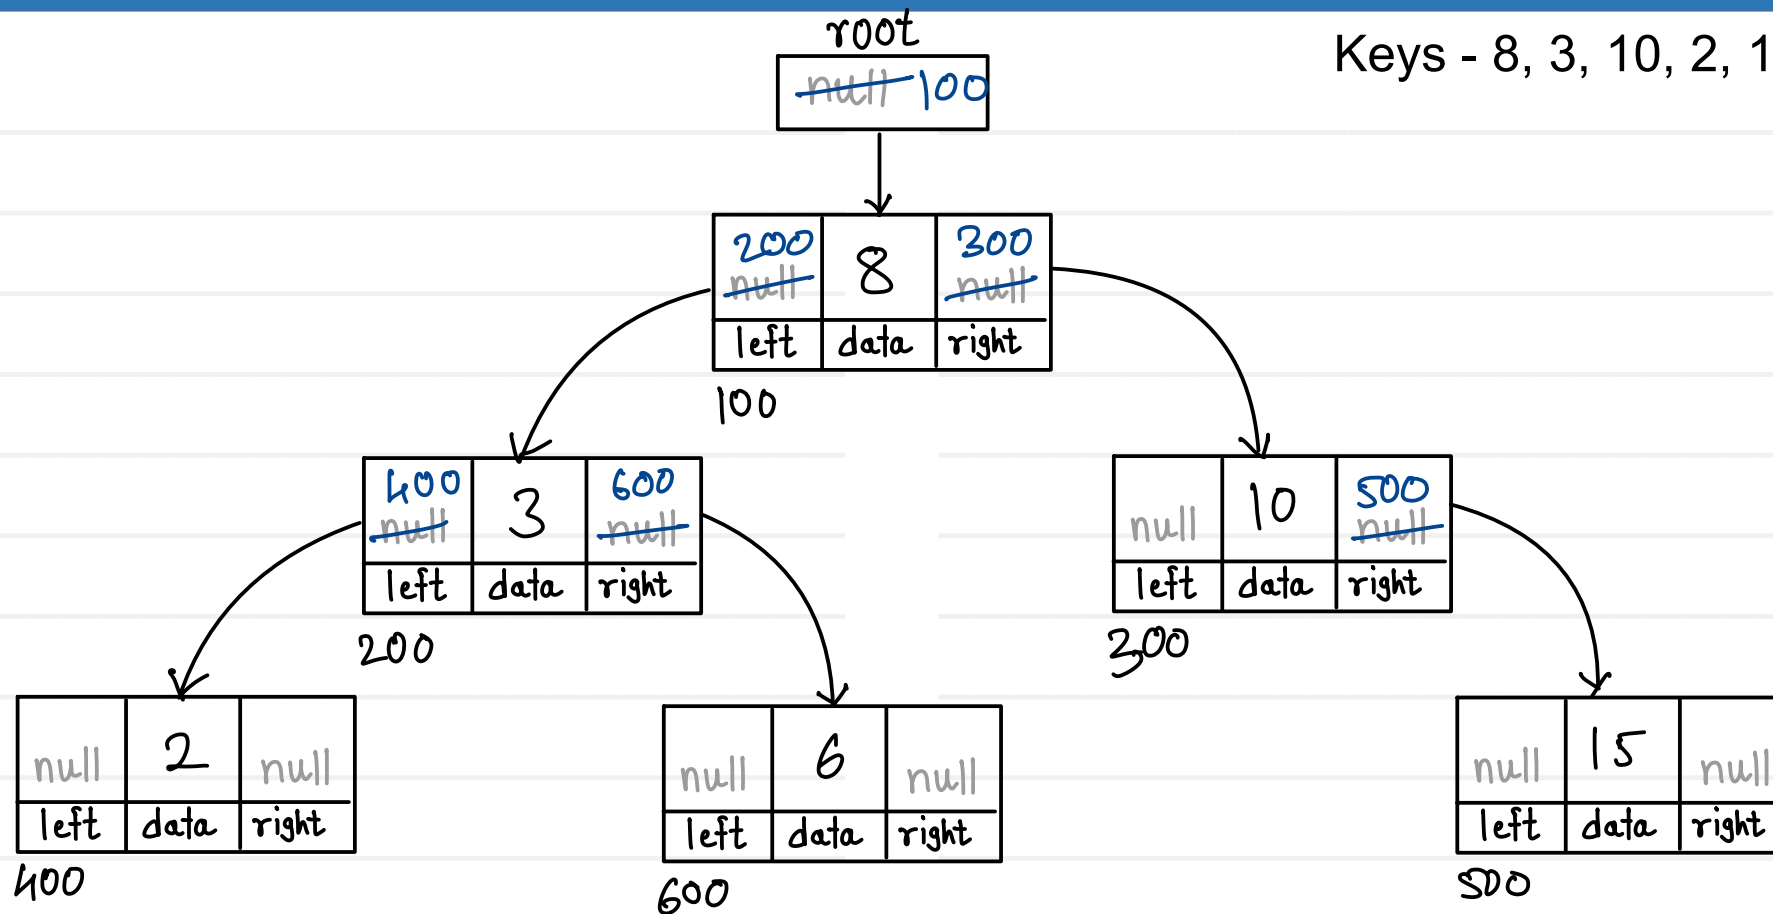 root
Keys - 8, 3, 10, 2, 1
null 100
200 8 300
null null
left data right
100
400 3 600
null null
left data right
200
10 500
null null
left data right
300
2
null null
left data right
400
6
null null
left data right
600
15
null null
left data right
500